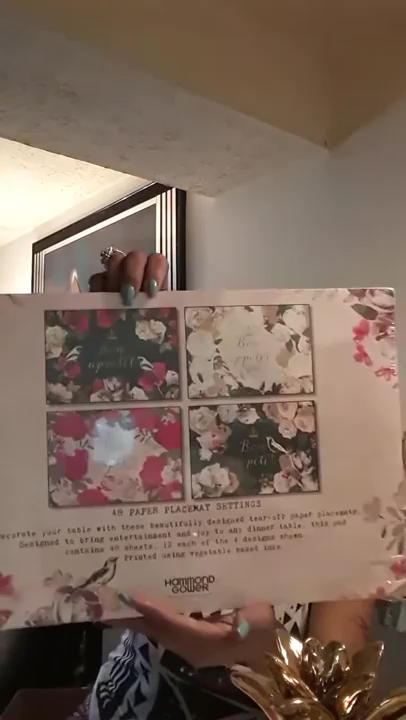 Bon
appetit
Bon
appetit
Bon
48 PAPER PLACEMAT SETTINGS
Decorate your table with these beautifully designed tear-off paper placemats.
Designed to bring entertainment and joy to any dinner table, this pad
contains 48 sheets, 12 each of the 4 designs shown.
Printed using vegetable based inks.
HAMMOND
GOWER